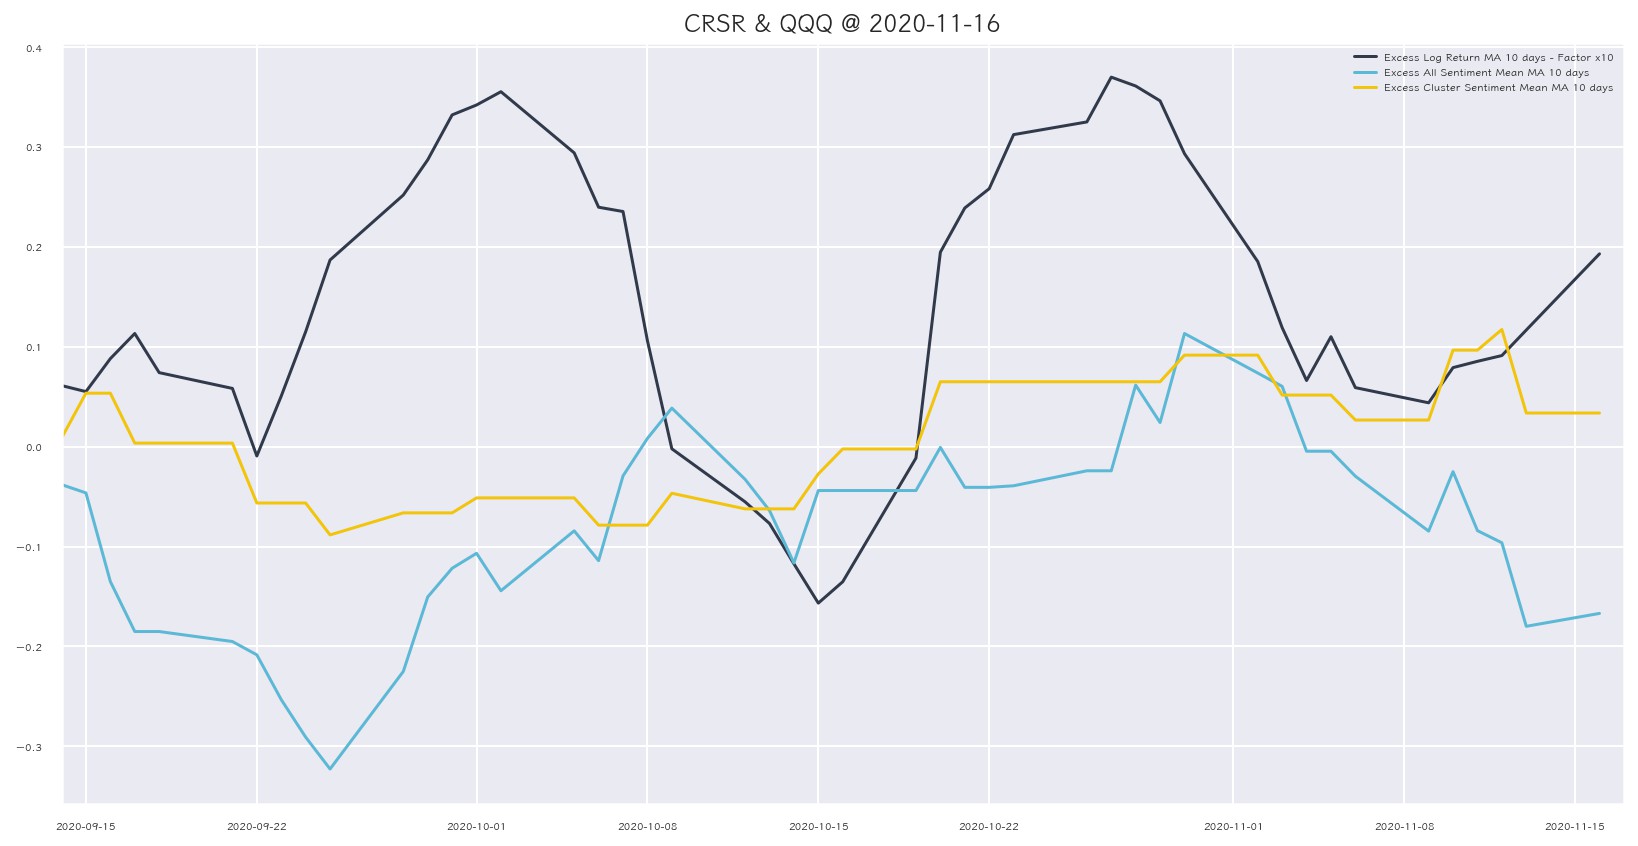 CRSR & QQQ @ 2020-11-16
Excess Log Return MA 10 days - Factor x10
Excess All Sentiment Mean MA 10 days
Excess Cluster Sentiment Mean MA 10 days
0.4
0.3
0.2
0.1
0.0
−0.1
−0.2
−0.3
2020-09-15 2020-09-22 2020-10-01 2020-10-08 2020-10-15 2020-10-22 2020-11-01 2020-11-08 2020-11-15